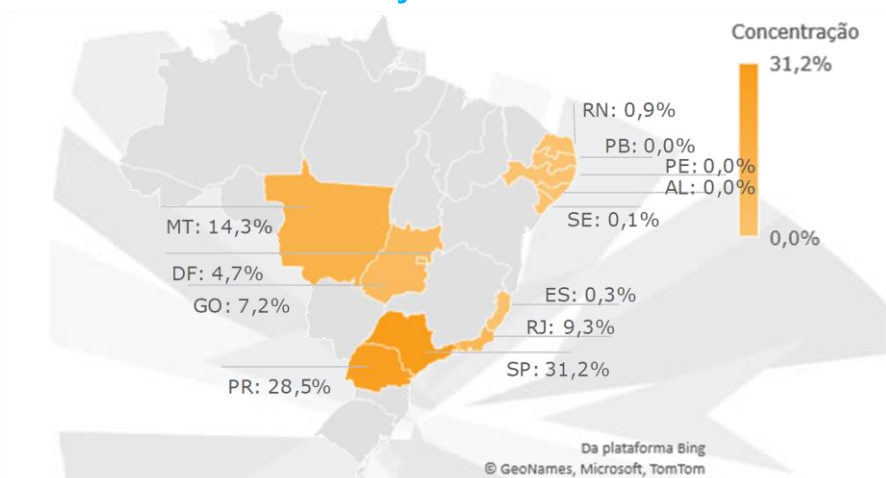 Concentração
31,2%
0,0%
RN: 0,9%
PB: 0,0%
PE: 0,0%
AL: 0,0%
SE: 0,1%
MT: 14,3%
DF: 4,7%
GO: 7,2%
ES: 0,3%
RJ: 9,3%
SP: 31,2%
PR: 28,5%
Da plataforma Bing
© GeoNames, Microsoft, TomTom